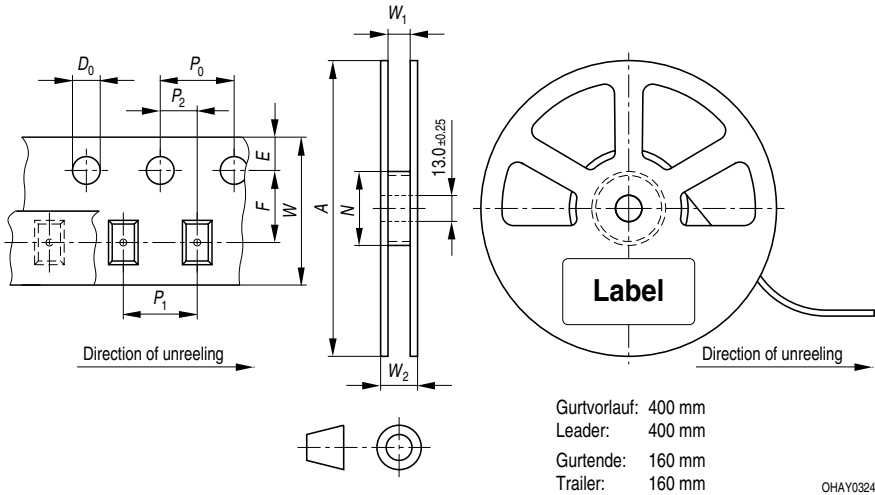 W₁
D₀
P₀
P₂
E
F
W
A
N
13.0 ±0.25
P₁
Label
Direction of unreeling
W₂
Direction of unreeling
Gurtvorlauf: 400 mm
Leader: 400 mm
Gurtende: 160 mm
Trailer: 160 mm
OHAY0324